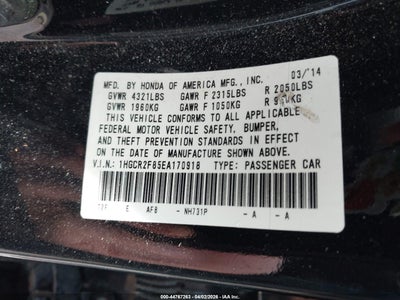 MFD. BY HONDA OF AMERICA MFG., INC. 03/14
GVWR 4321LBS GAWR F 2315LBS R 2050LBS
GVWR 1960KG GAWR F 1050KG R
THIS VEHICLE CONFORMS TO ALL APPLICABLE
FEDERAL MOTOR VEHICLE SAFETY, BUMPER,
AND THEFT PREVENTION STANDARDS IN EFFECT
ON THE DATE OF MANUFACTURE SHOWN ABOVE.
V.I.N.: 1HGCR2F85EA170918 TYPE: PASSENGER CAR
E AFB - NH731P - A - A
000-44767263 - 04/02/2026 - IAA Inc.